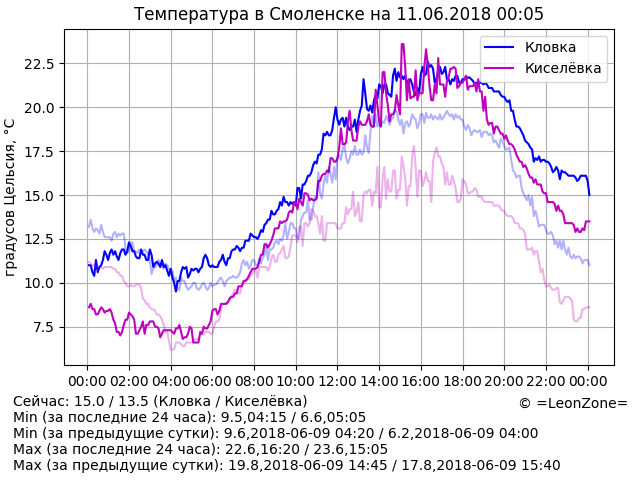 Температура в Смоленске на 11.06.2018 00:05
Кловка
Киселёвка
градусов Цельсия, °C
22.5
20.0
17.5
15.0
12.5
10.0
7.5
00:00 02:00 04:00 06:00 08:00 10:00 12:00 14:00 16:00 18:00 20:00 22:00 00:00
Сейчас: 15.0 / 13.5 (Кловка / Киселёвка)
© =LeonZone=
Min (за последние 24 часа): 9.5,04:15 / 6.6,05:05
Min (за предыдущие сутки): 9.6,2018-06-09 04:20 / 6.2,2018-06-09 04:00
Max (за последние 24 часа): 22.6,16:20 / 23.6,15:05
Max (за предыдущие сутки): 19.8,2018-06-09 14:45 / 17.8,2018-06-09 15:40